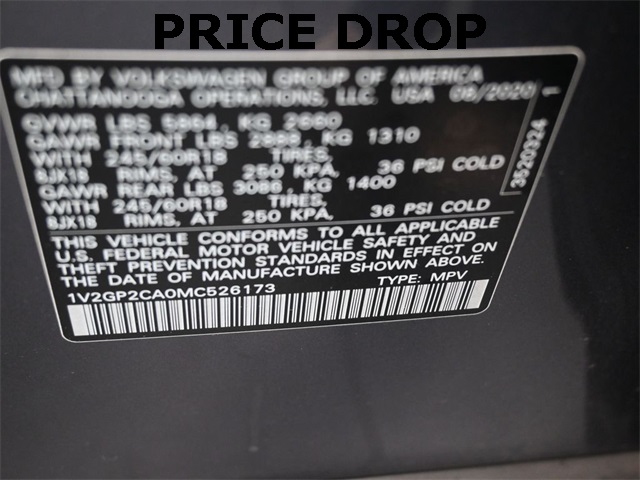 PRICE DROP
MFD BY VOLKSWAGEN GROUP OF AMERICA
CHATTANOOGA OPERATIONS, LLC. USA 08/2020
GVWR LBS 5864, KG 2660
GAWR FRONT LBS 2888, KG 1310
WITH 245/60R18 TIRES,
8JX18 RIMS, AT 250 KPA, 36 PSI COLD
GAWR REAR LBS 3086, KG 1400
WITH 245/60R18 TIRES,
8JX18 RIMS, AT 250 KPA, 36 PSI COLD
THIS VEHICLE CONFORMS TO ALL APPLICABLE
U.S. FEDERAL MOTOR VEHICLE SAFETY AND
THEFT PREVENTION STANDARDS IN EFFECT ON
THE DATE OF MANUFACTURE
1V2GP2CA0MC526173 TYPE: MPV
3520324 1